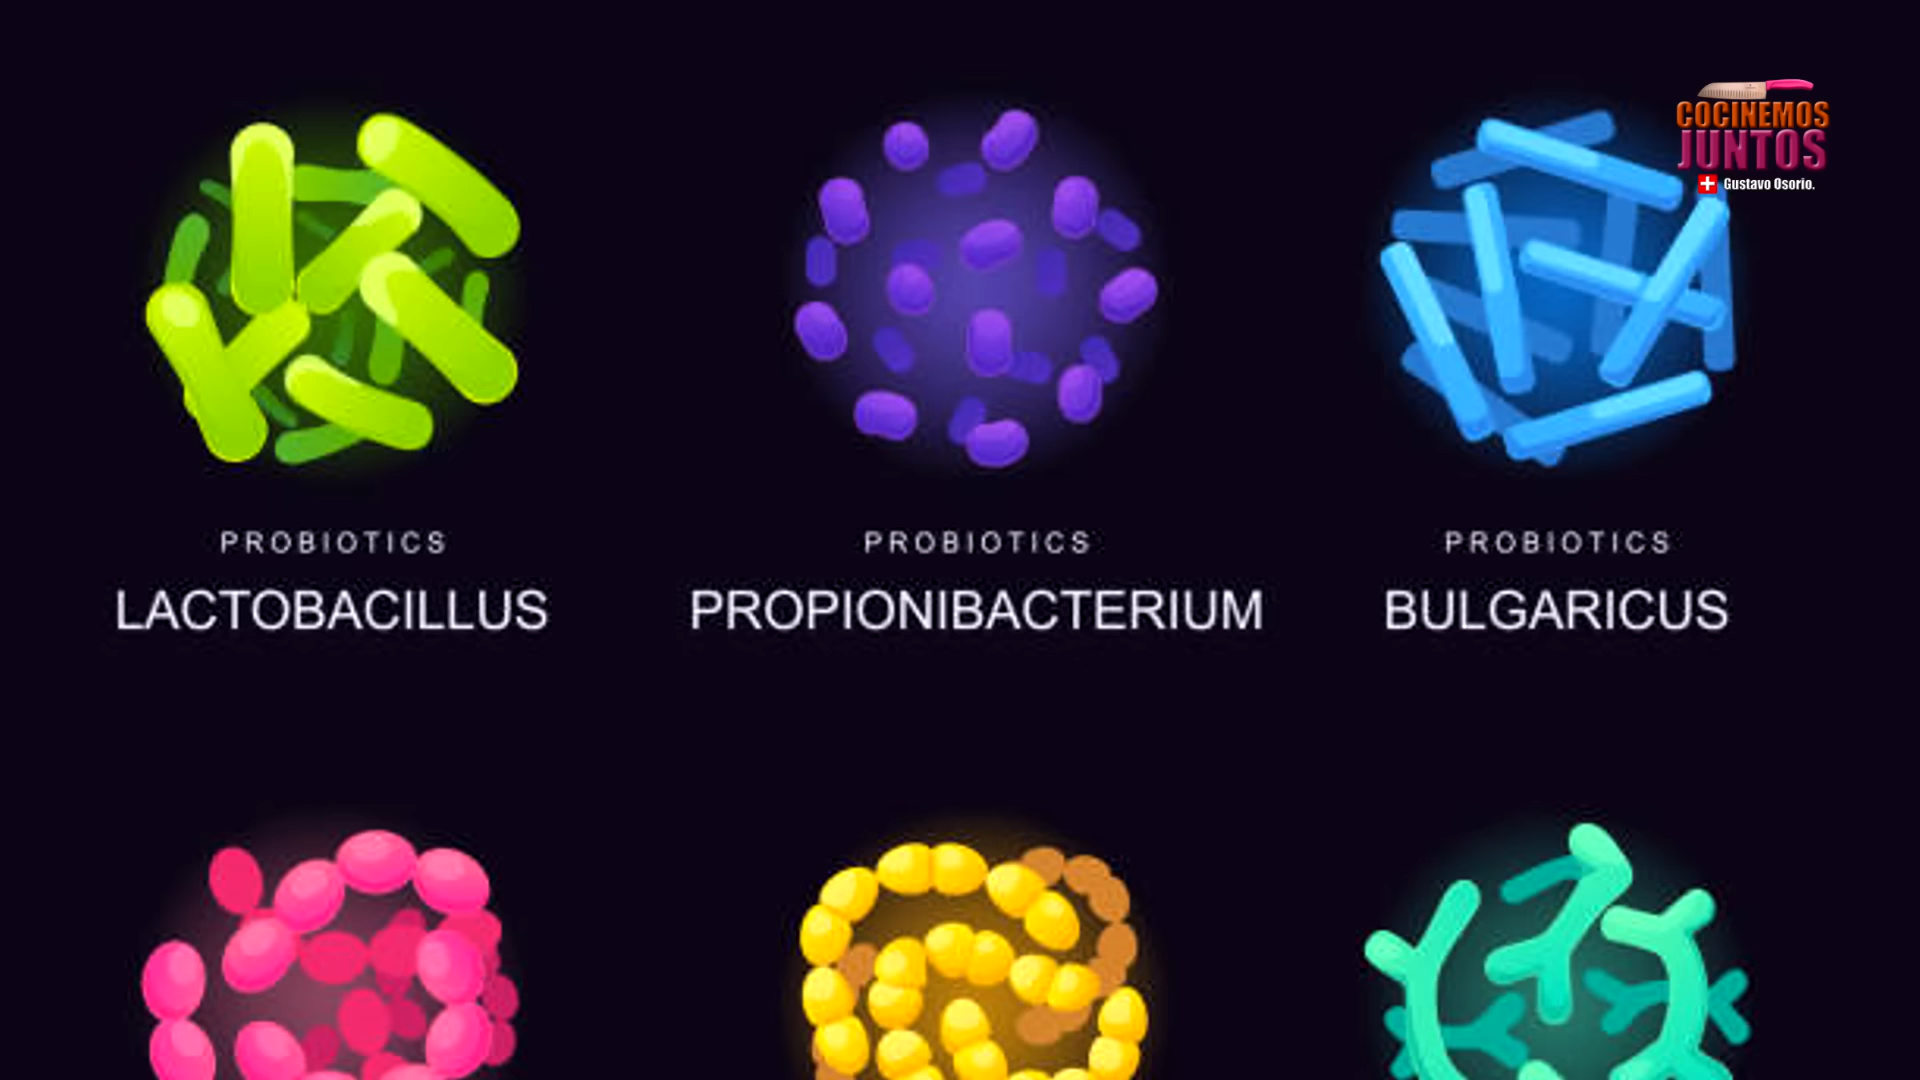 COCINEMOS
JUNTOS
Gustavo Osorio.
PROBIOTICS
LACTOBACILLUS
PROBIOTICS
PROPIONIBACTERIUM
PROBIOTICS
BULGARICUS